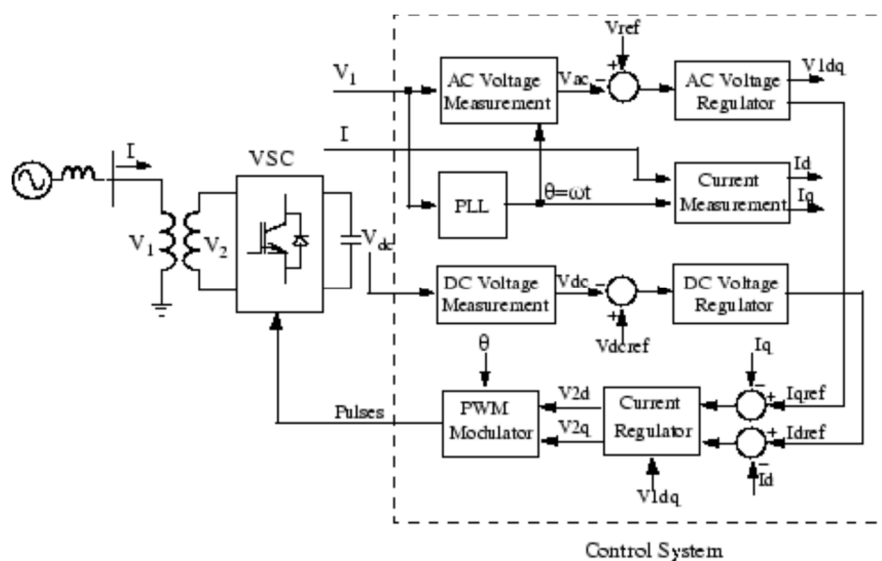 Vref
V1
AC Voltage
Measurement
Vac
-
+
AC Voltage
Regulator
V1dq
I
VSC
I
PLL
θ=ωt
Current
Measurement
Id
Iq
V1
V2
Vdc
DC Voltage
Measurement
Vdc
-
+
Vdcref
DC Voltage
Regulator
θ
Iq
Pulses
PWM
Modulator
V2d
V2q
Current
Regulator
-
+
Iqref
+
Idref
-
Id
V1dq
Control System